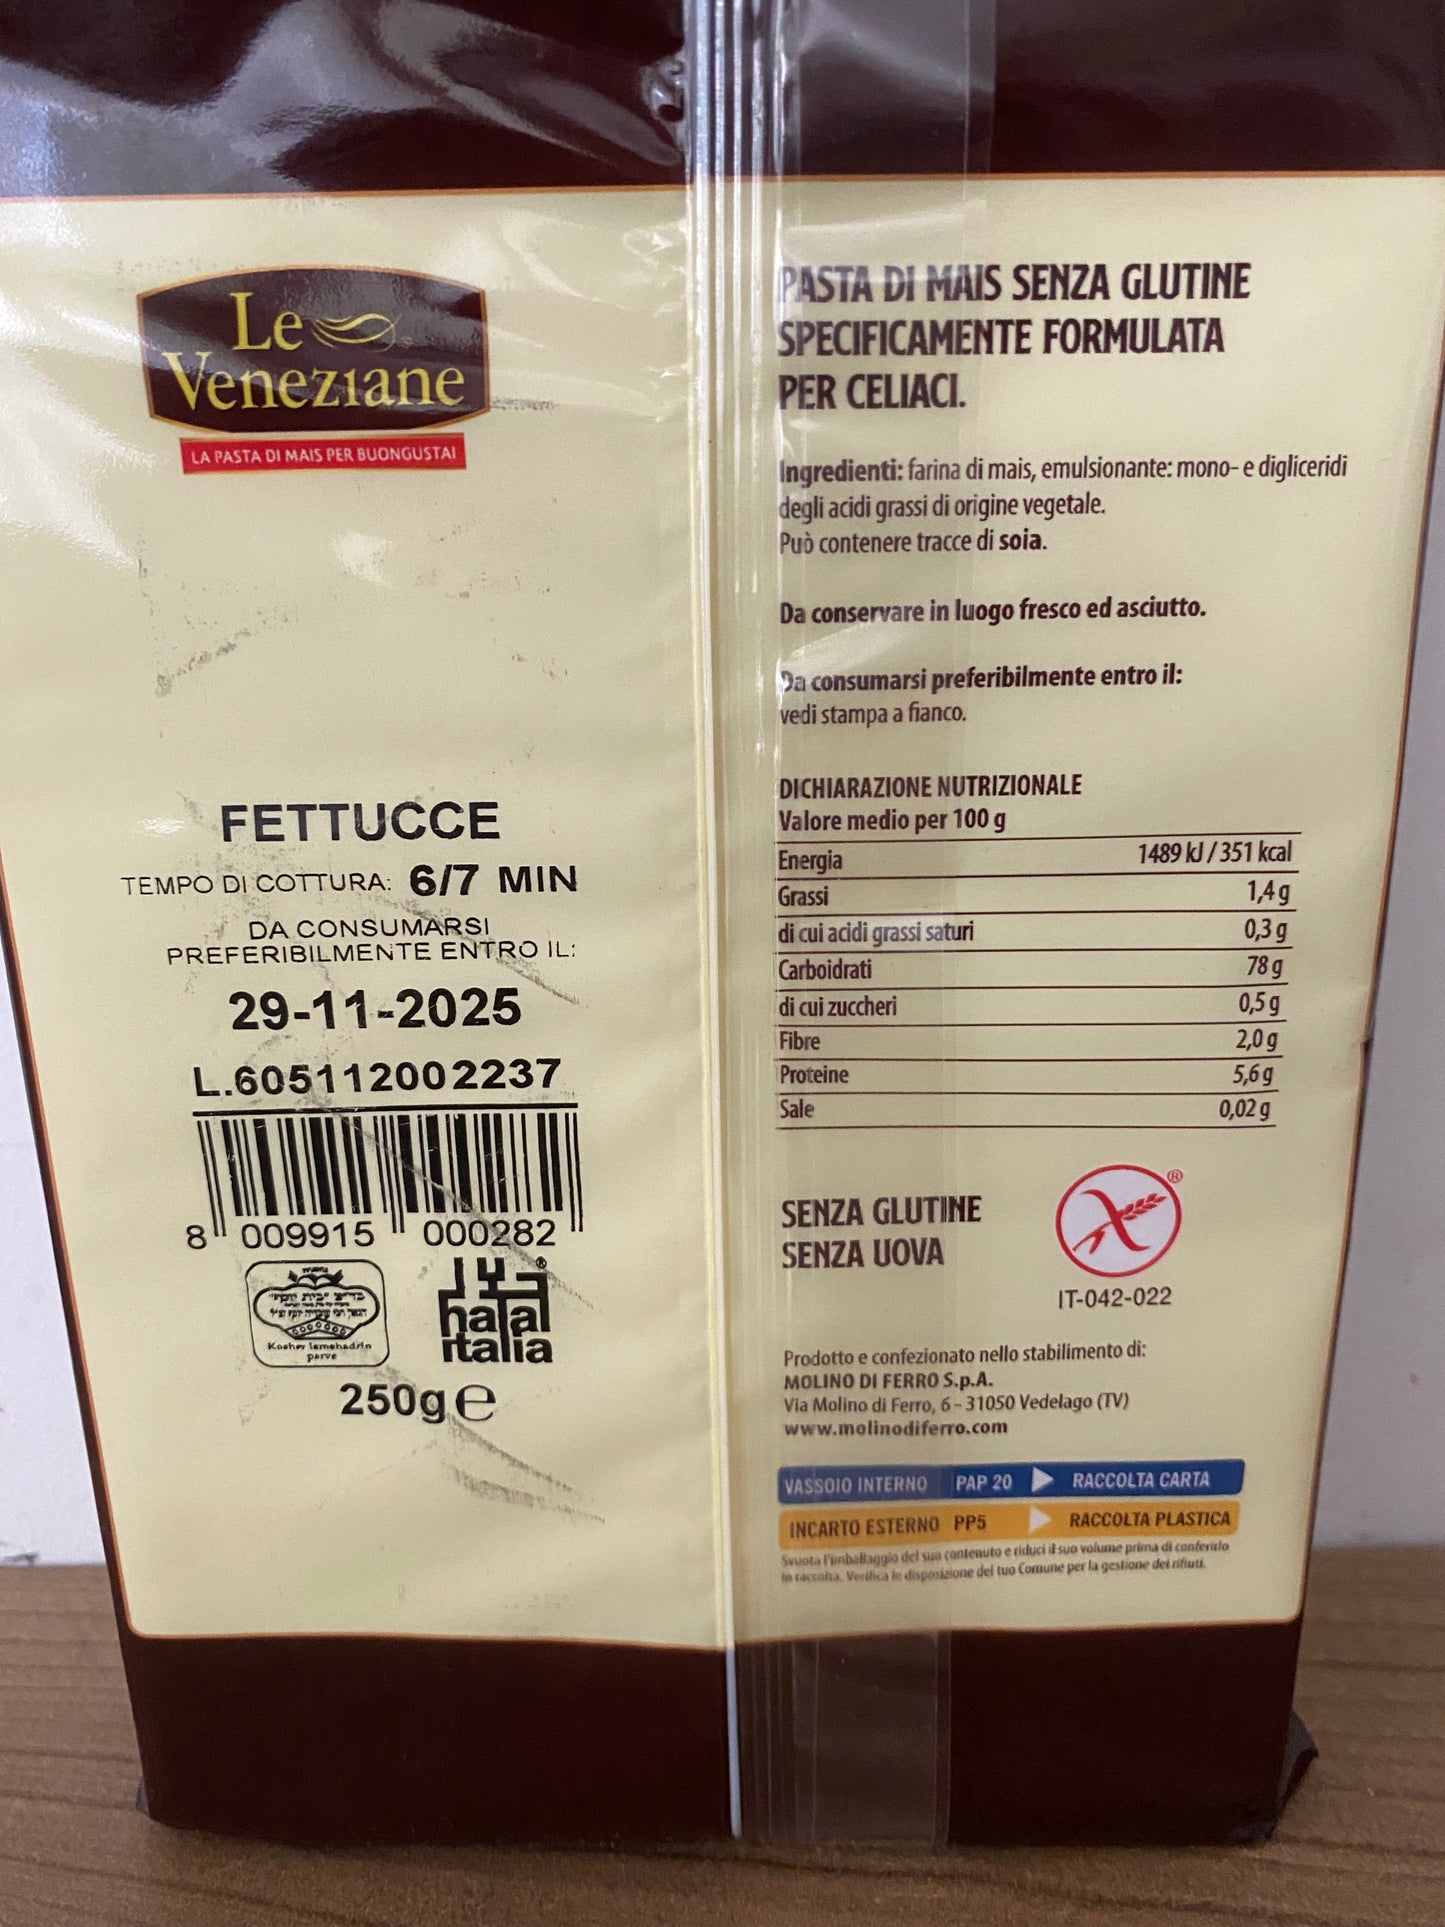 Le
Veneziane
LA PASTA DI MAIS PER BUONGUSTAI
FETTUCCE
TEMPO DI COTTURA: 6/7 MIN
DA CONSUMARSI
PREFERIBILMENTE ENTRO IL:
29-11-2025
L.605112002237
8 009915 000282
Kosher lemehadrin
parve
halal
italia
250g e
PASTA DI MAIS SENZA GLUTINE
SPECIFICAMENTE FORMULATA
PER CELIACI.
Ingredienti: farina di mais, emulsionante: mono- e digliceridi
degli acidi grassi di origine vegetale.
Può contenere tracce di soia.
Da conservare in luogo fresco ed asciutto.
Da consumarsi preferibilmente entro il:
vedi stampa a fianco.
DICHIARAZIONE NUTRIZIONALE
Valore medio per 100 g
Energia 1489 kJ / 351 kcal
Grassi 1,4 g
di cui acidi grassi saturi 0,3 g
Carboidrati 78 g
di cui zuccheri 0,5 g
Fibre 2,0 g
Proteine 5,6 g
Sale 0,02 g
SENZA GLUTINE
SENZA UOVA
®
IT-042-022
Prodotto e confezionato nello stabilimento di:
MOLINO DI FERRO S.p.A.
Via Molino di Ferro, 6 - 31050 Vedelago (TV)
www.molinodiferro.com
VASSOIO INTERNO PAP 20 RACCOLTA CARTA
INCARTO ESTERNO PP5 RACCOLTA PLASTICA
Svuota l'imballaggio del suo contenuto e riduci il suo volume prima di conferirlo
in raccolta. Verifica le disposizione del tuo Comune per la gestione dei rifiuti.